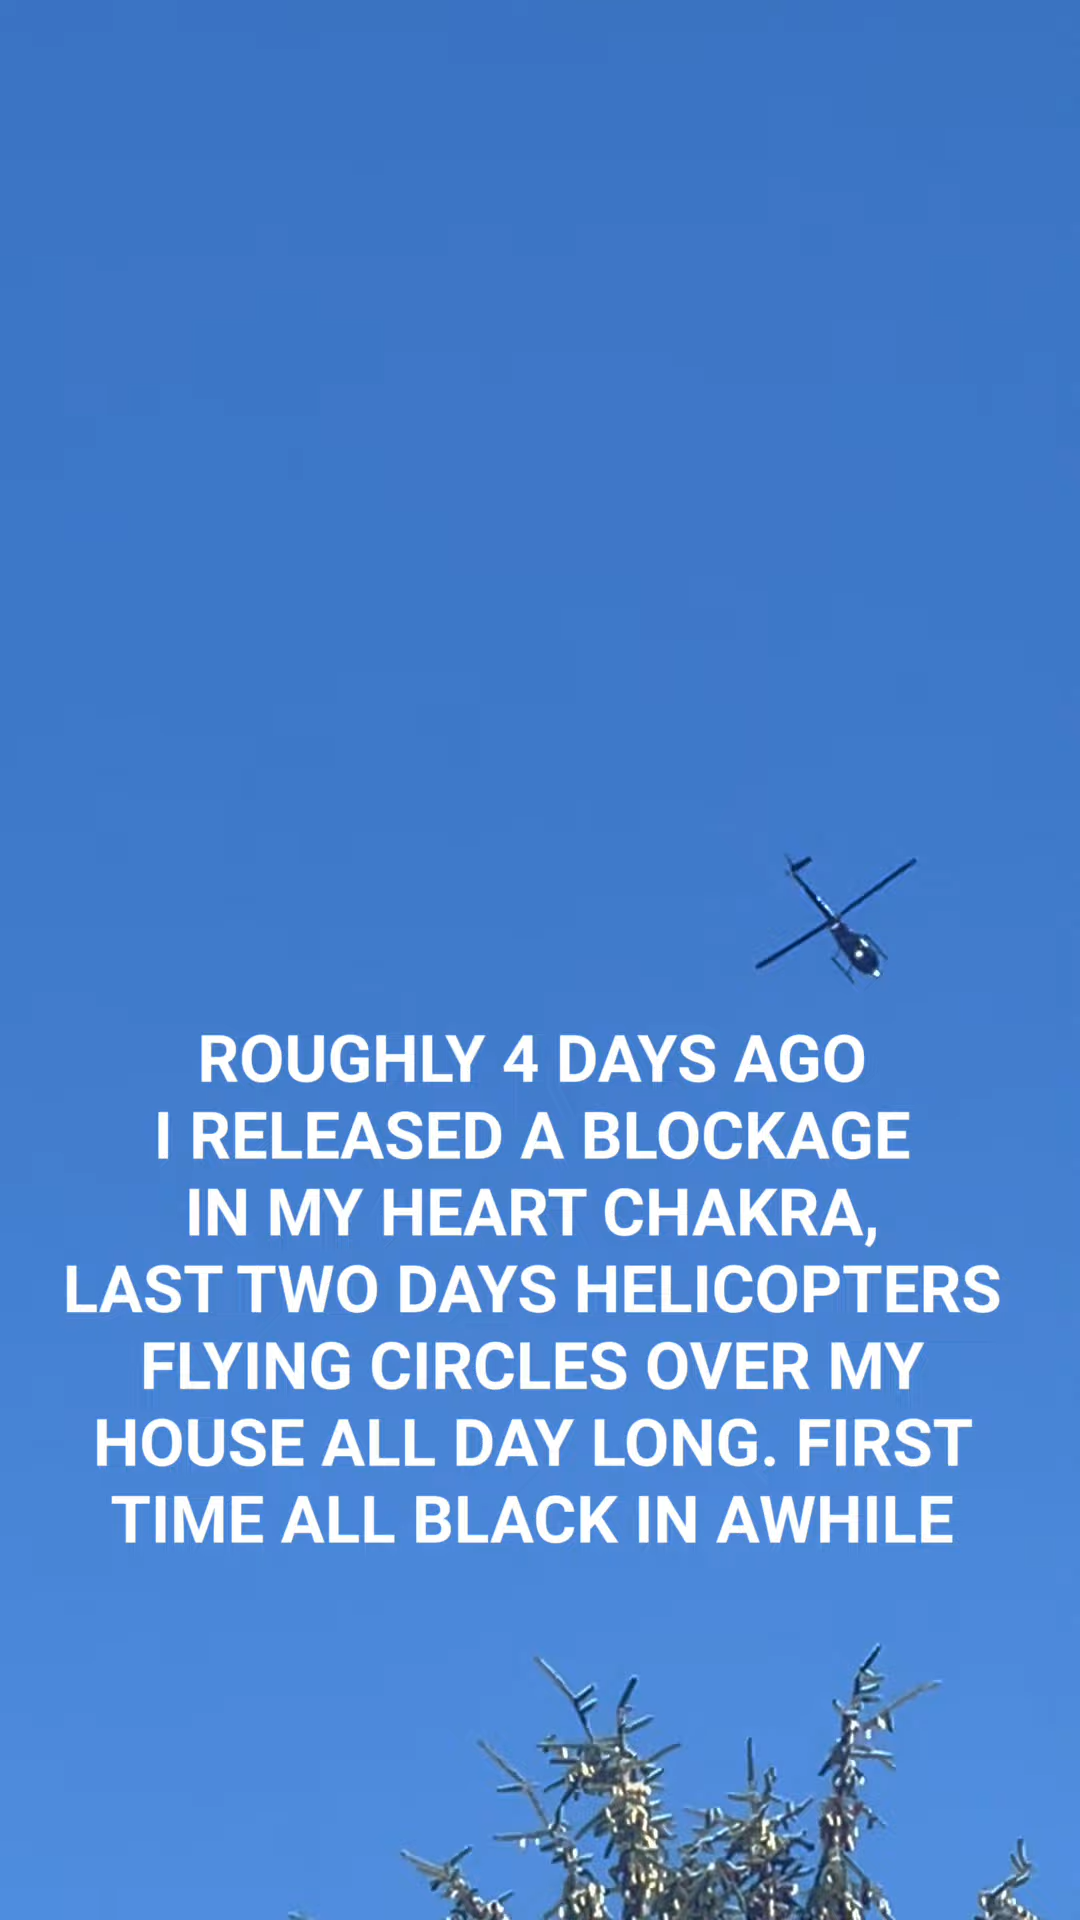 ROUGHLY 4 DAYS AGO
I RELEASED A BLOCKAGE
IN MY HEART CHAKRA,
LAST TWO DAYS HELICOPTERS
FLYING CIRCLES OVER MY
HOUSE ALL DAY LONG. FIRST
TIME ALL BLACK IN AWHILE